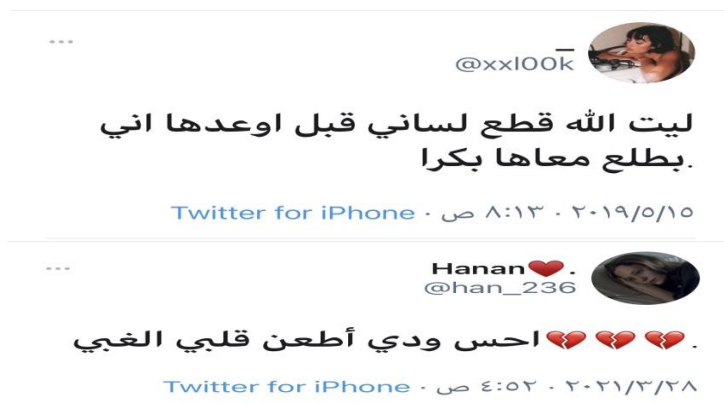 _
@xxl00k
ليت الله قطع لساني قبل اوعدها اني
بطلع معاها بكرا.
٢٠١٩/٥/١٥ · ٨:١٣ ص · Twitter for iPhone
Hanan❤️.
@han_236
.💔💔💔احس ودي أطعن قلبي الغبي
٢٠٢١/٣/٢٨ · ٤:٥٢ ص · Twitter for iPhone